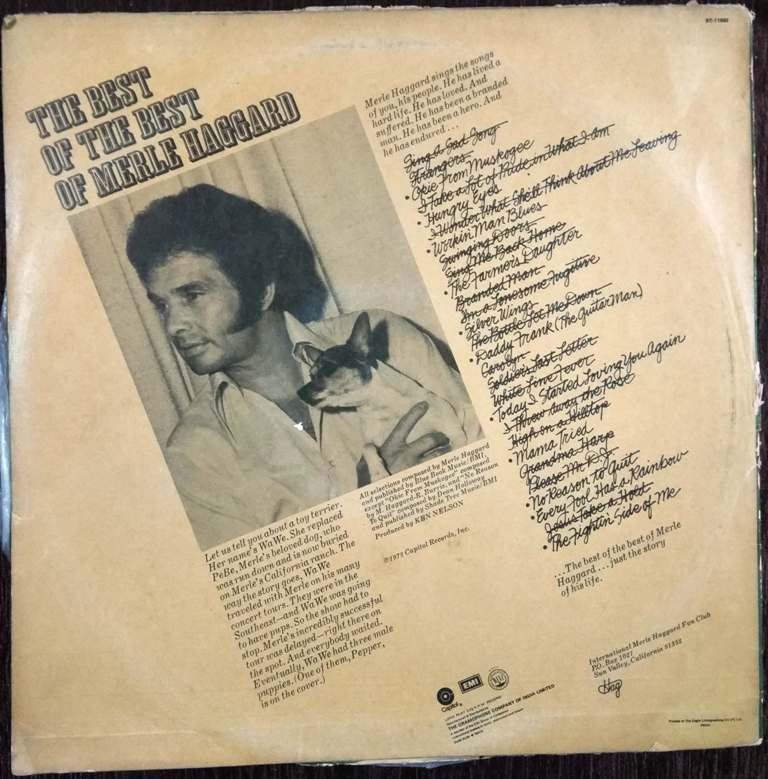 ST-11082
THE BEST
OF THE BEST
OF MERLE HAGGARD
Merle Haggard sings the songs
of you, his people. He has lived a
hard life. He has loved. And
suffered. He has been a branded
man. He has been a hero. And
he has endured . . .
Sing A Sad Song
Strangers
• Okie From Muskogee
I Take a Lot of Pride in What I am
• Hungry Eyes
I Wonder What She'll Think About Me Leaving
• Workin Man Blues
Swinging Doors
Sing Me Back Home
• The Farmers Daughter
Branded Man
I'm a Lonesome Fugitive
• Silver Wings
The Bottle Let Me Down
• Daddy Frank (The Guitar Man)
Carolyn
Soldier's Last Letter
White Line Fever
• Today I Started Loving You Again
I Threw Away the Rose
High on a Hilltop
• Mama Tried
Grandma Harp
Please Mr. D.J.
• No Reason to Quit
• Every Fool Has a Rainbow
Jesus Take a Hold
• The Fightin' Side of Me
...The best of the best of Merle
Haggard . . . just the story
of his life.
All selections composed by Merle Haggard
and published by Blue Book Music/BMI,
except "Okie From Muskogee" composed
by M. Haggard-R. Burris, and "No Reason
To Quit" composed by Dean Holloway
and published by Shade Tree Music/BMI
Produced by KEN NELSON
℗1972 Capitol Records, Inc.
Let us tell you about a toy terrier.
Her name's WaWe. She replaced
PeBe, Merle's beloved dog, who
was run down and is now buried
on Merle's California ranch. The
way the story goes, WaWe
traveled with Merle on his many
concert tours. They were in the
Southeast—and WaWe was going
to have pups. So the show had to
stop. Merle's incredibly successful
tour was delayed—right there on
the spot. And everybody waited.
Eventually, WaWe had three male
puppies. (One of them, Pepper,
is on the cover.)
International Merle Haggard Fan Club
P.O. Box 1027
Sun Valley, California 91352
Hag
Capitol
EMI
THE GRAMOPHONE COMPANY OF INDIA LIMITED